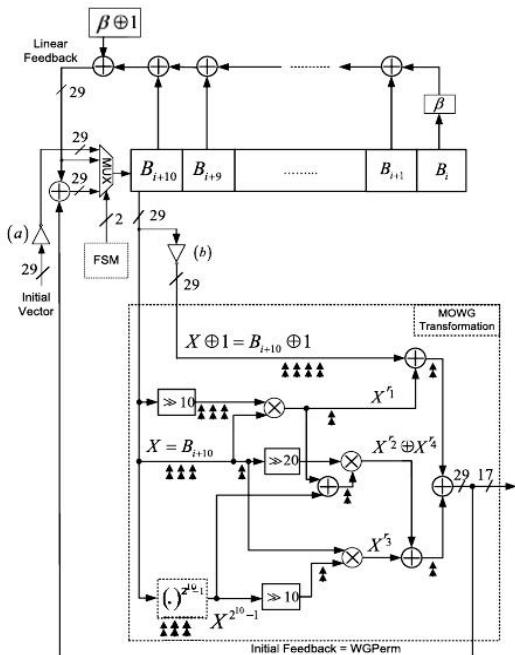 β ⊕ 1
Linear
Feedback
29
β
29
29
MUX
B_{i+10} B_{i+9} ......... B_{i+1} B_i
(a)
2
29
(b)
FSM
29
29
Initial
Vector
MOWG
Transformation
X ⊕ 1 = B_{i+10} ⊕ 1
≫10
X^{r_1}
X = B_{i+10}
≫20
X^{r_2} ⊕ X^{r_4}
29 17
X^{r_3}
(.)^{2^{10}-1}
X^{2^{10}-1}
≫10
Initial Feedback = WGPerm